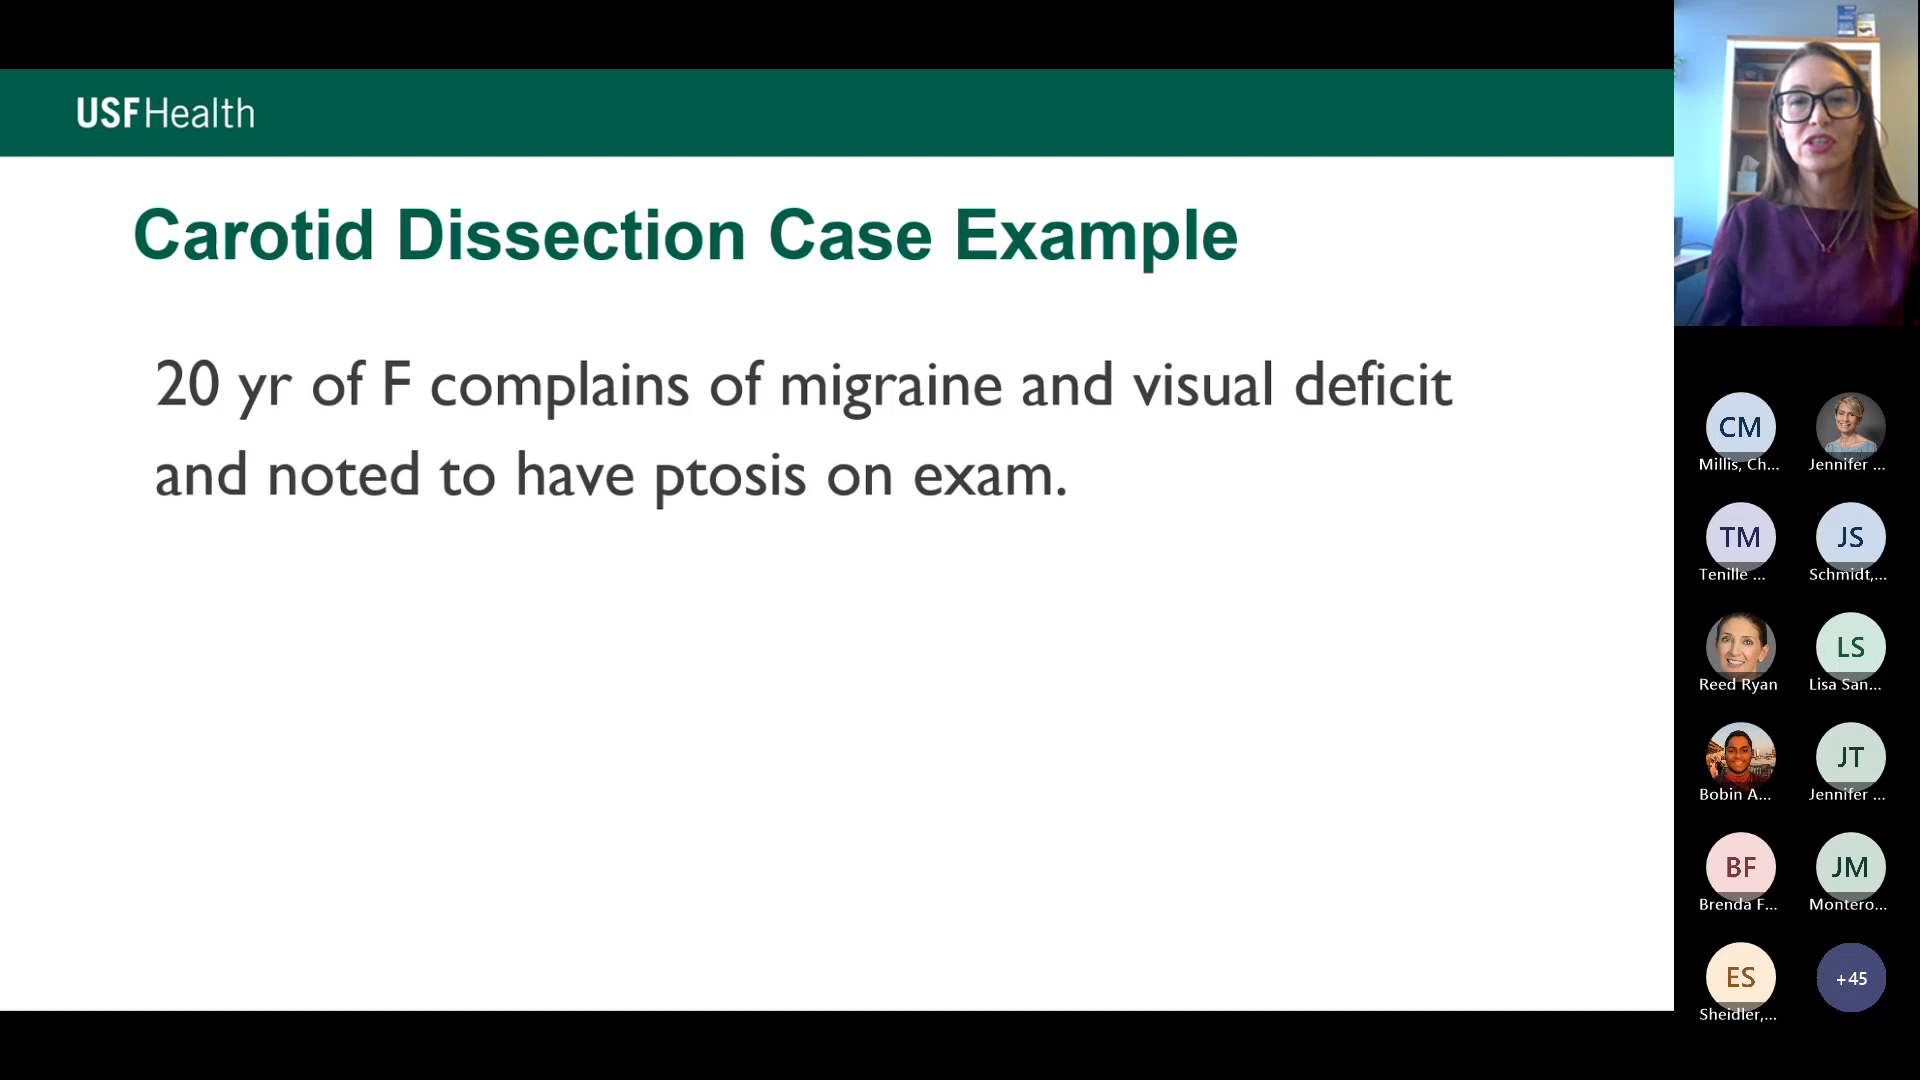 USF Health
Carotid Dissection Case Example
20 yr of F complains of migraine and visual deficit
and noted to have ptosis on exam.
CM
Millis, Ch...
Jennifer ...
TM
Tenille ...
JS
Schmidt,...
Reed Ryan
LS
Lisa San...
Bobin A...
JT
Jennifer ...
BF
Brenda F...
JM
Montero...
ES
Sheidler,...
+45